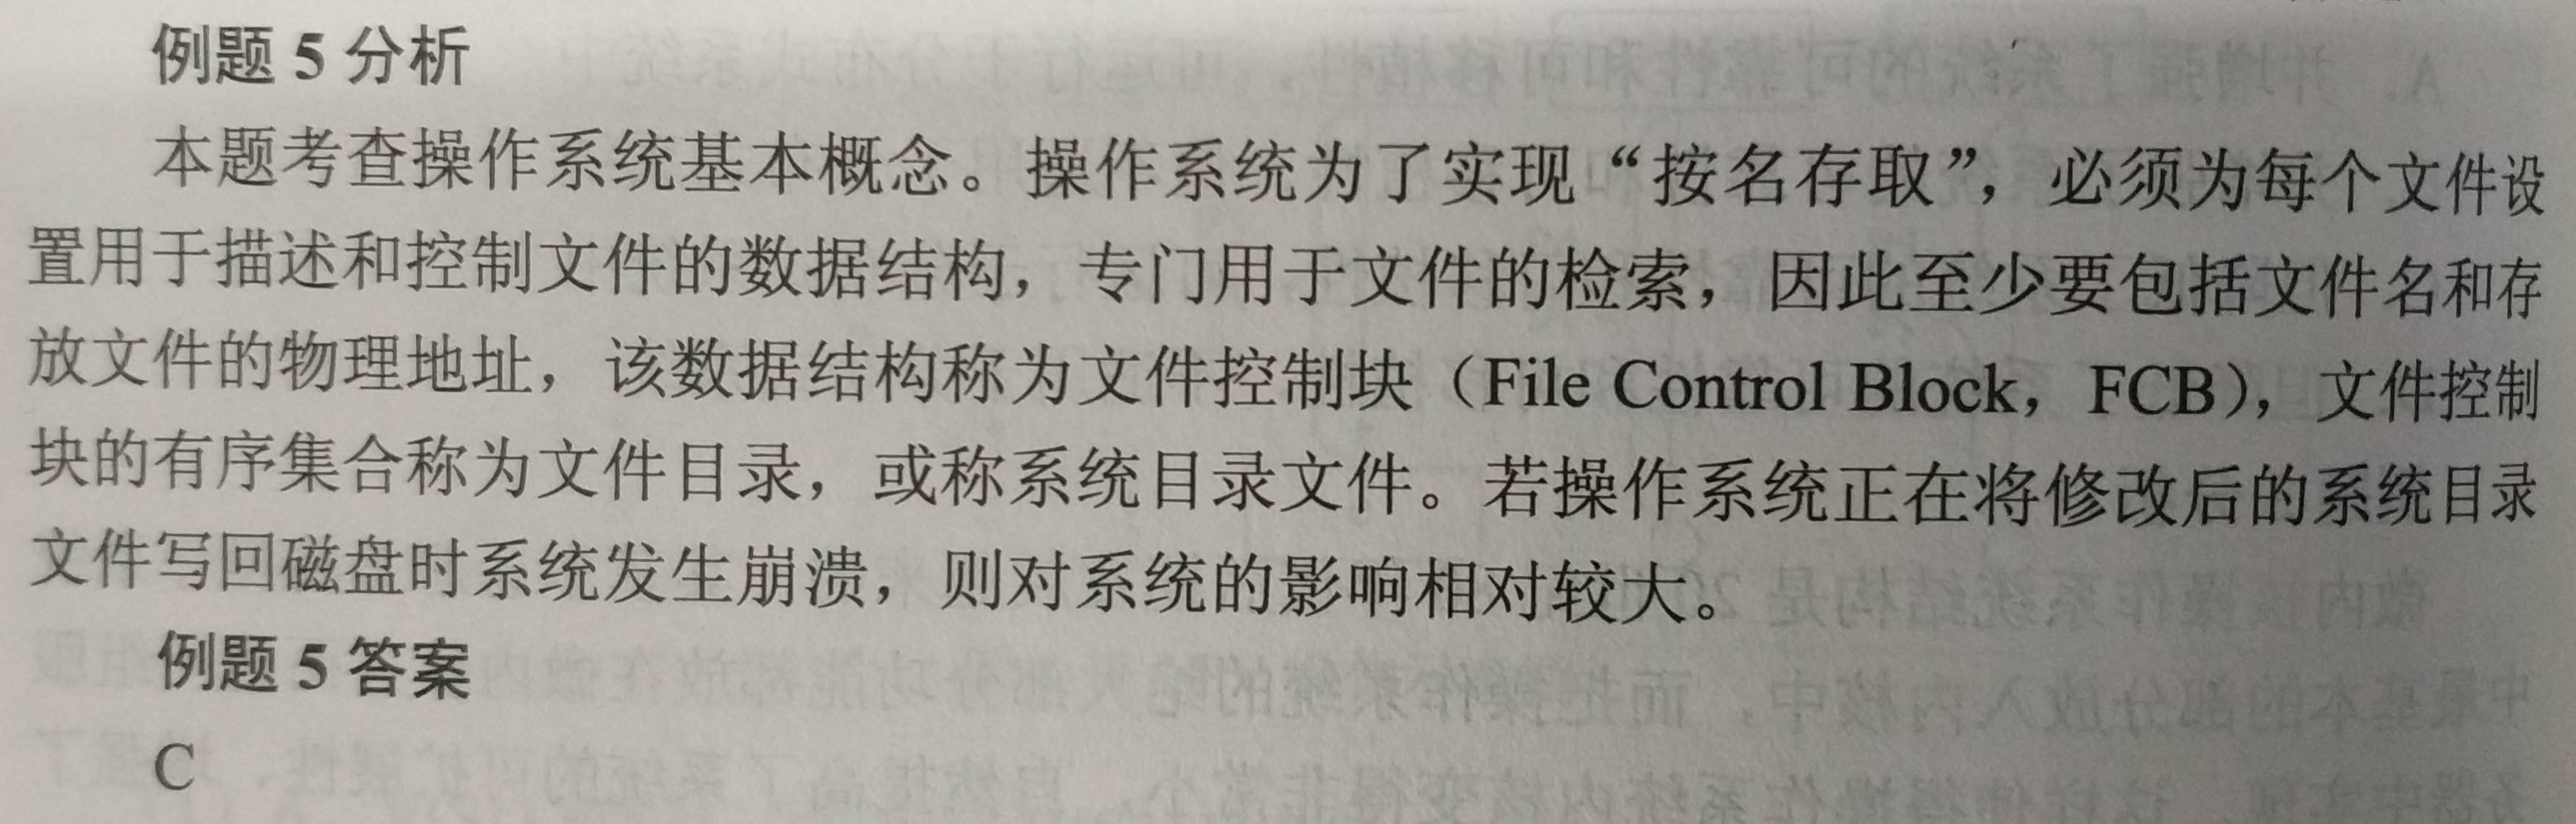 例题 5 分析
本题考查操作系统基本概念。操作系统为了实现“按名存取”，必须为每个文件设
置用于描述和控制文件的数据结构，专门用于文件的检索，因此至少要包括文件名和存
放文件的物理地址，该数据结构称为文件控制块（File Control Block，FCB），文件控制
块的有序集合称为文件目录，或称系统目录文件。若操作系统正在将修改后的系统目录
文件写回磁盘时系统发生崩溃，则对系统的影响相对较大。
例题 5 答案
C